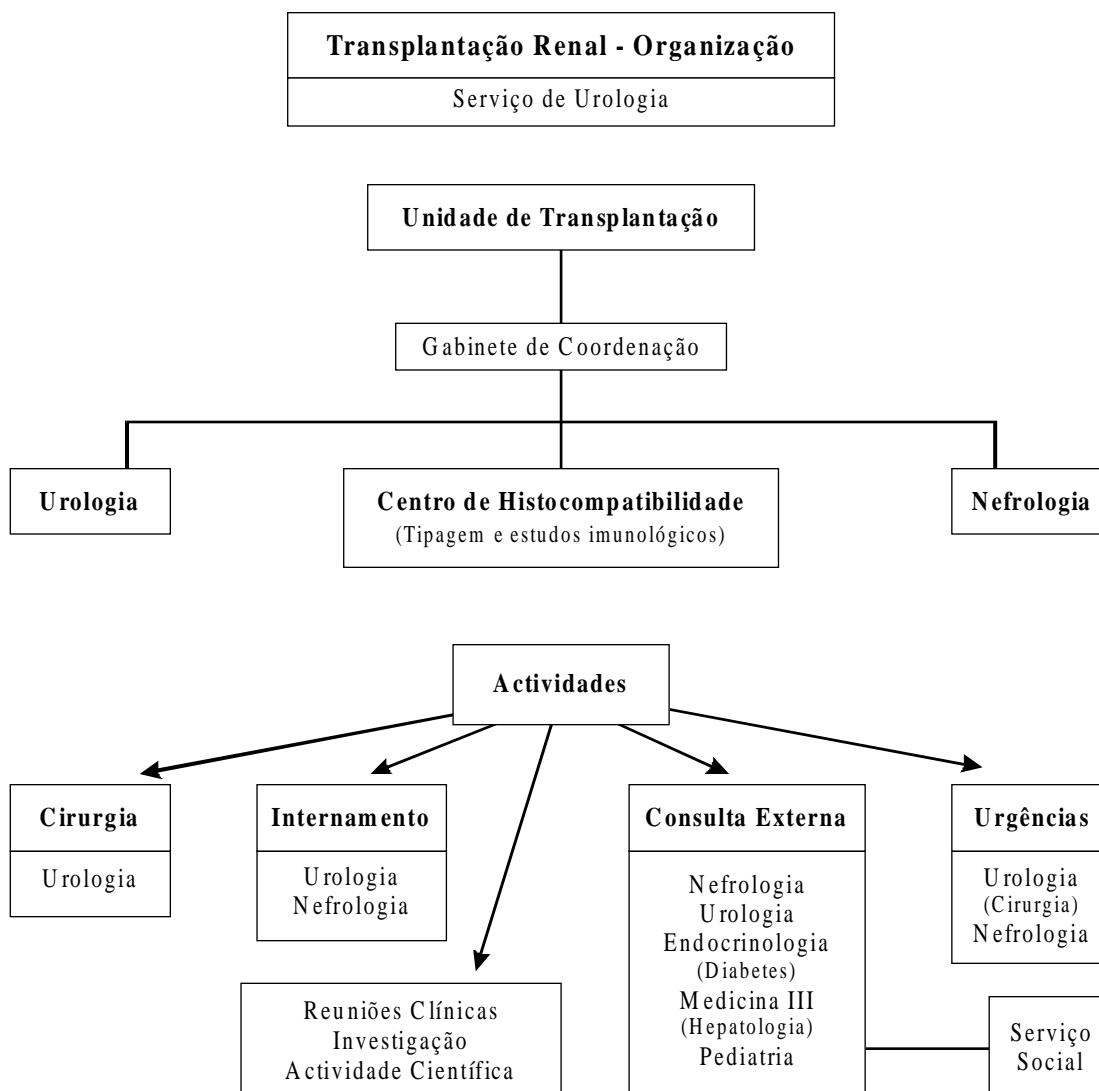 Transplantação Renal - Organização
Serviço de Urologia
Unidade de Transplantação
Gabinete de Coordenação
Urologia
Centro de Histocompatibilidade
(Tipagem e estudos imunológicos)
Nefrologia
Actividades
Cirurgia
Urologia
Internamento
Urologia
Nefrologia
Reuniões Clínicas
Investigação
Actividade Científica
Consulta Externa
Nefrologia
Urologia
Endocrinologia
(Diabetes)
Medicina III
(Hepatologia)
Pediatria
Urgências
Urologia
(Cirurgia)
Nefrologia
Serviço
Social